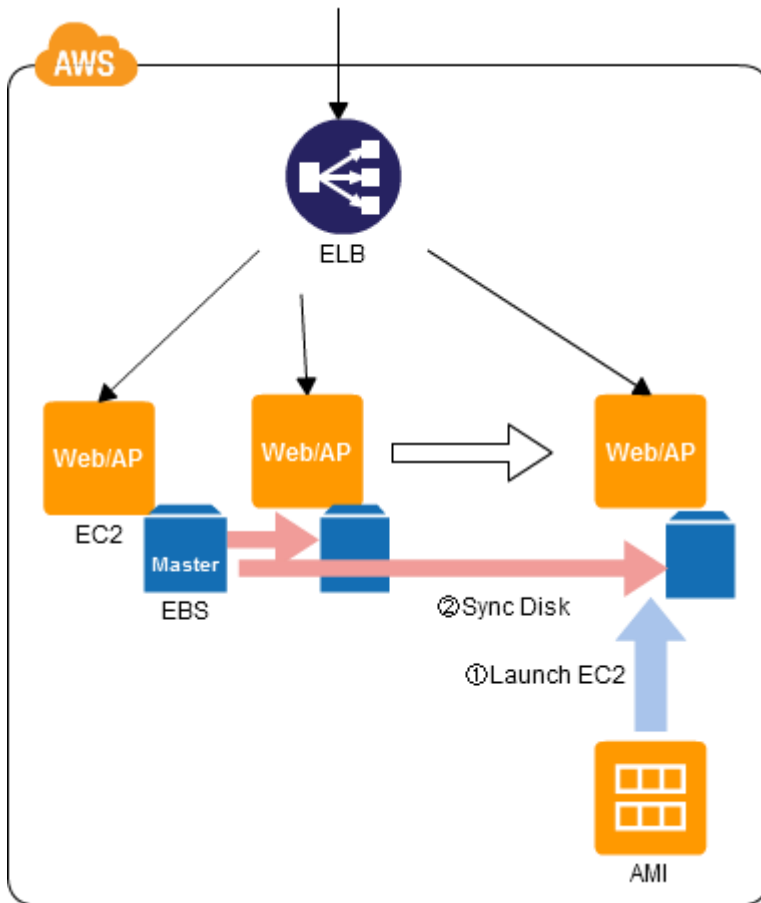 AWS
ELB
Web/AP
Web/AP
Web/AP
EC2
Master
EBS
②Sync Disk
①Launch EC2
AMI